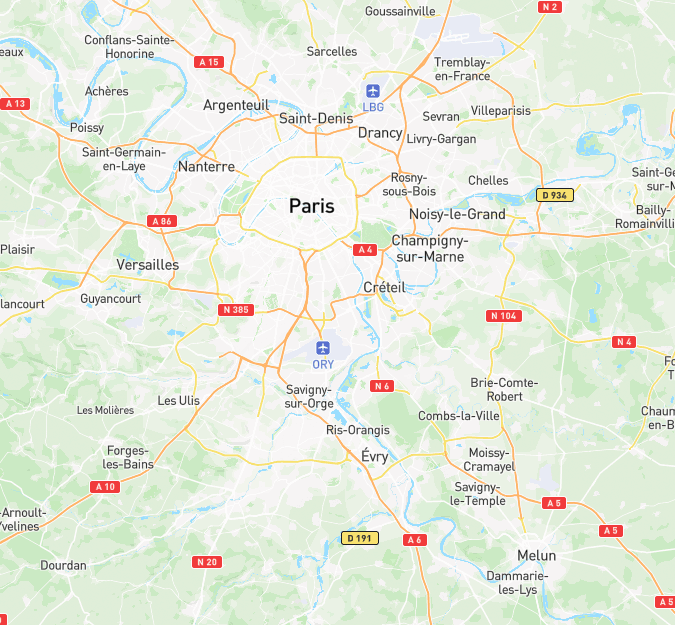 Goussainville
N 2
Conflans-Sainte-
Honorine
Sarcelles
eaux
A 15
Tremblay-
en-France
Achères
LBG
A 13
Argenteuil
Villeparisis
Saint-Denis
Sevran
Poissy
Drancy
Livry-Gargan
Saint-Germain-
en-Laye
Nanterre
Rosny-
sous-Bois
Chelles
Saint-Ge
sur-M
D 934
Paris
Noisy-le-Grand
Bailly-
Romainvilli
A 86
Plaisir
A 4
Champigny-
sur-Marne
Versailles
Créteil
Guyancourt
lancourt
N 385
N 104
N 4
ORY
Fo
T
N 6
Savigny-
sur-Orge
Brie-Comte-
Robert
Les Ulis
Les Molières
Combs-la-Ville
Chaum
en-B
Ris-Orangis
Forges-
les-Bains
Évry
Moissy-
Cramayel
A 10
Savigny-
le-Temple
A 5
-Arnoult-
Yvelines
A 5
D 191
A 6
Melun
N 20
Dourdan
Dammarie-
les-Lys
A 5